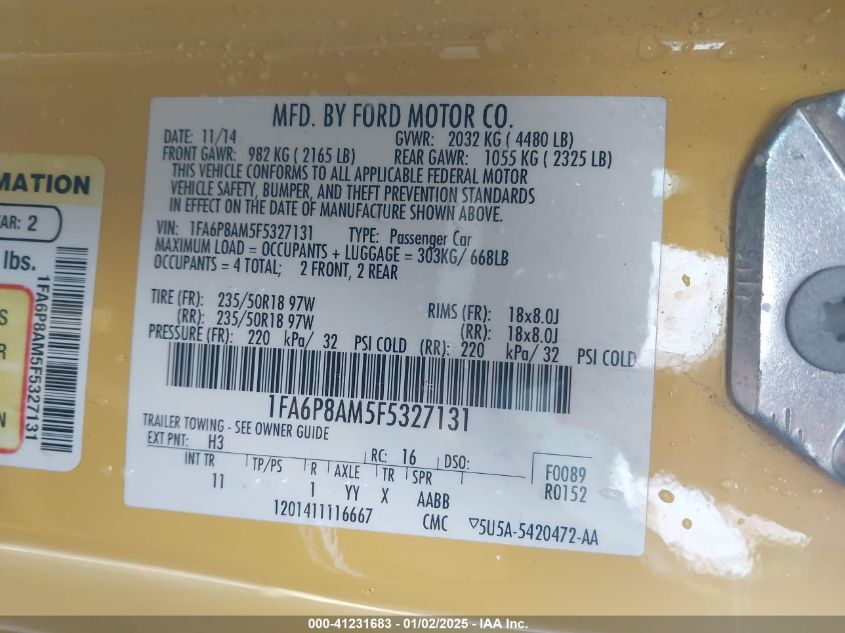 MFD. BY FORD MOTOR CO.
DATE: 11/14 GVWR: 2032 KG ( 4480 LB)
FRONT GAWR: 982 KG ( 2165 LB) REAR GAWR: 1055 KG ( 2325 LB)
THIS VEHICLE CONFORMS TO ALL APPLICABLE FEDERAL MOTOR
VEHICLE SAFETY, BUMPER, AND THEFT PREVENTION STANDARDS
IN EFFECT ON THE DATE OF MANUFACTURE SHOWN ABOVE.
VIN: 1FA6P8AM5F5327131 TYPE: Passenger Car
MAXIMUM LOAD = OCCUPANTS + LUGGAGE = 303KG/ 668LB
OCCUPANTS = 4 TOTAL; 2 FRONT, 2 REAR
TIRE (FR): 235/50R18 97W RIMS (FR): 18x8.0J
(RR): 235/50R18 97W (RR): 18x8.0J
PRESSURE (FR): 220 kPa/ 32 PSI COLD (RR): 220 kPa/ 32 PSI COLD
1FA6P8AM5F5327131
TRAILER TOWING - SEE OWNER GUIDE
EXT PNT: H3 RC: 16 DSO:
INT TR TP/PS R AXLE TR SPR F0089
11 1 YY X AABB R0152
1201411116667 CMC ▽5U5A-5420472-AA
MATION
AR: 2
lbs.
S
R
N
1FA6P8AM5F5327131
000-41231683 - 01/02/2025 - IAA Holdings, LLC.